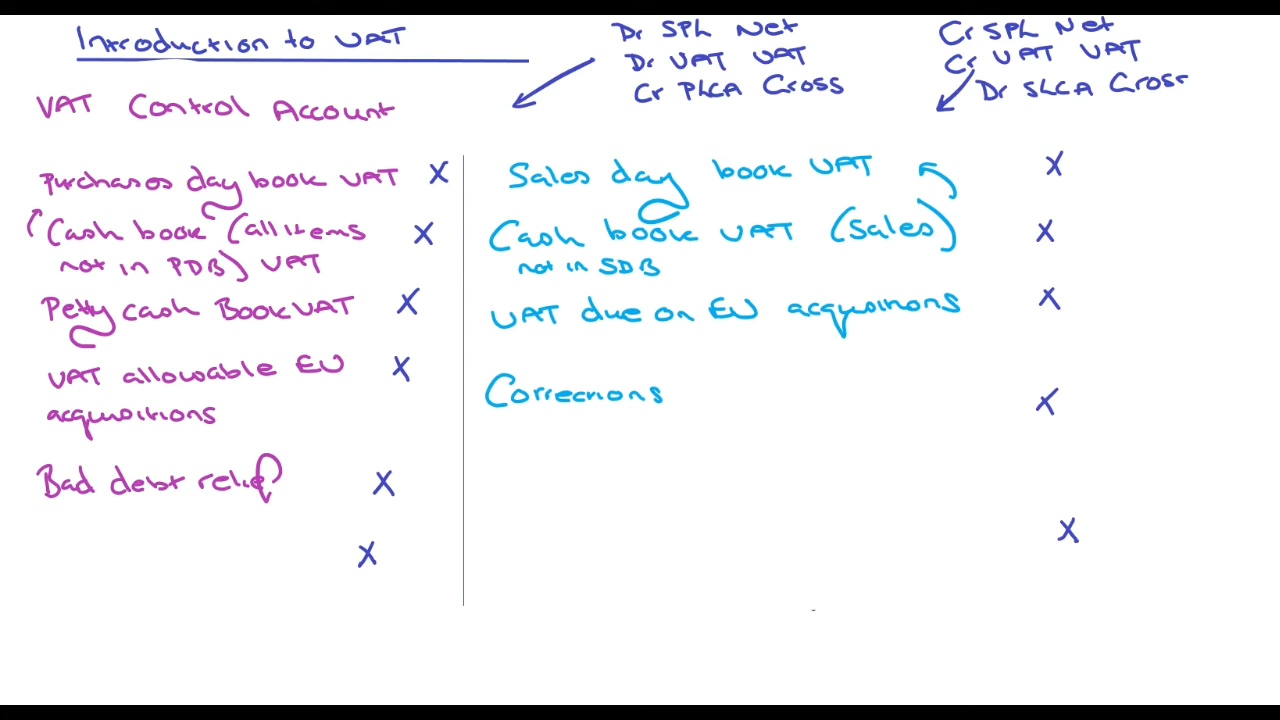 Introduction to VAT
Dr SPL Net
Dr VAT VAT
Cr PLCA Gross
Cr SPL Net
Cr VAT VAT
Dr SLCA Gross
VAT Control Account
Purchases day book VAT X
Cash book (all items X
not in PDB) VAT
Petty cash Book VAT X
VAT allowable EU X
acquisitions
Bad debt relief X
X
Sales day book VAT X
Cash book VAT (Sales) X
not in SDB
VAT due on EU acquisitions X
Corrections X
X